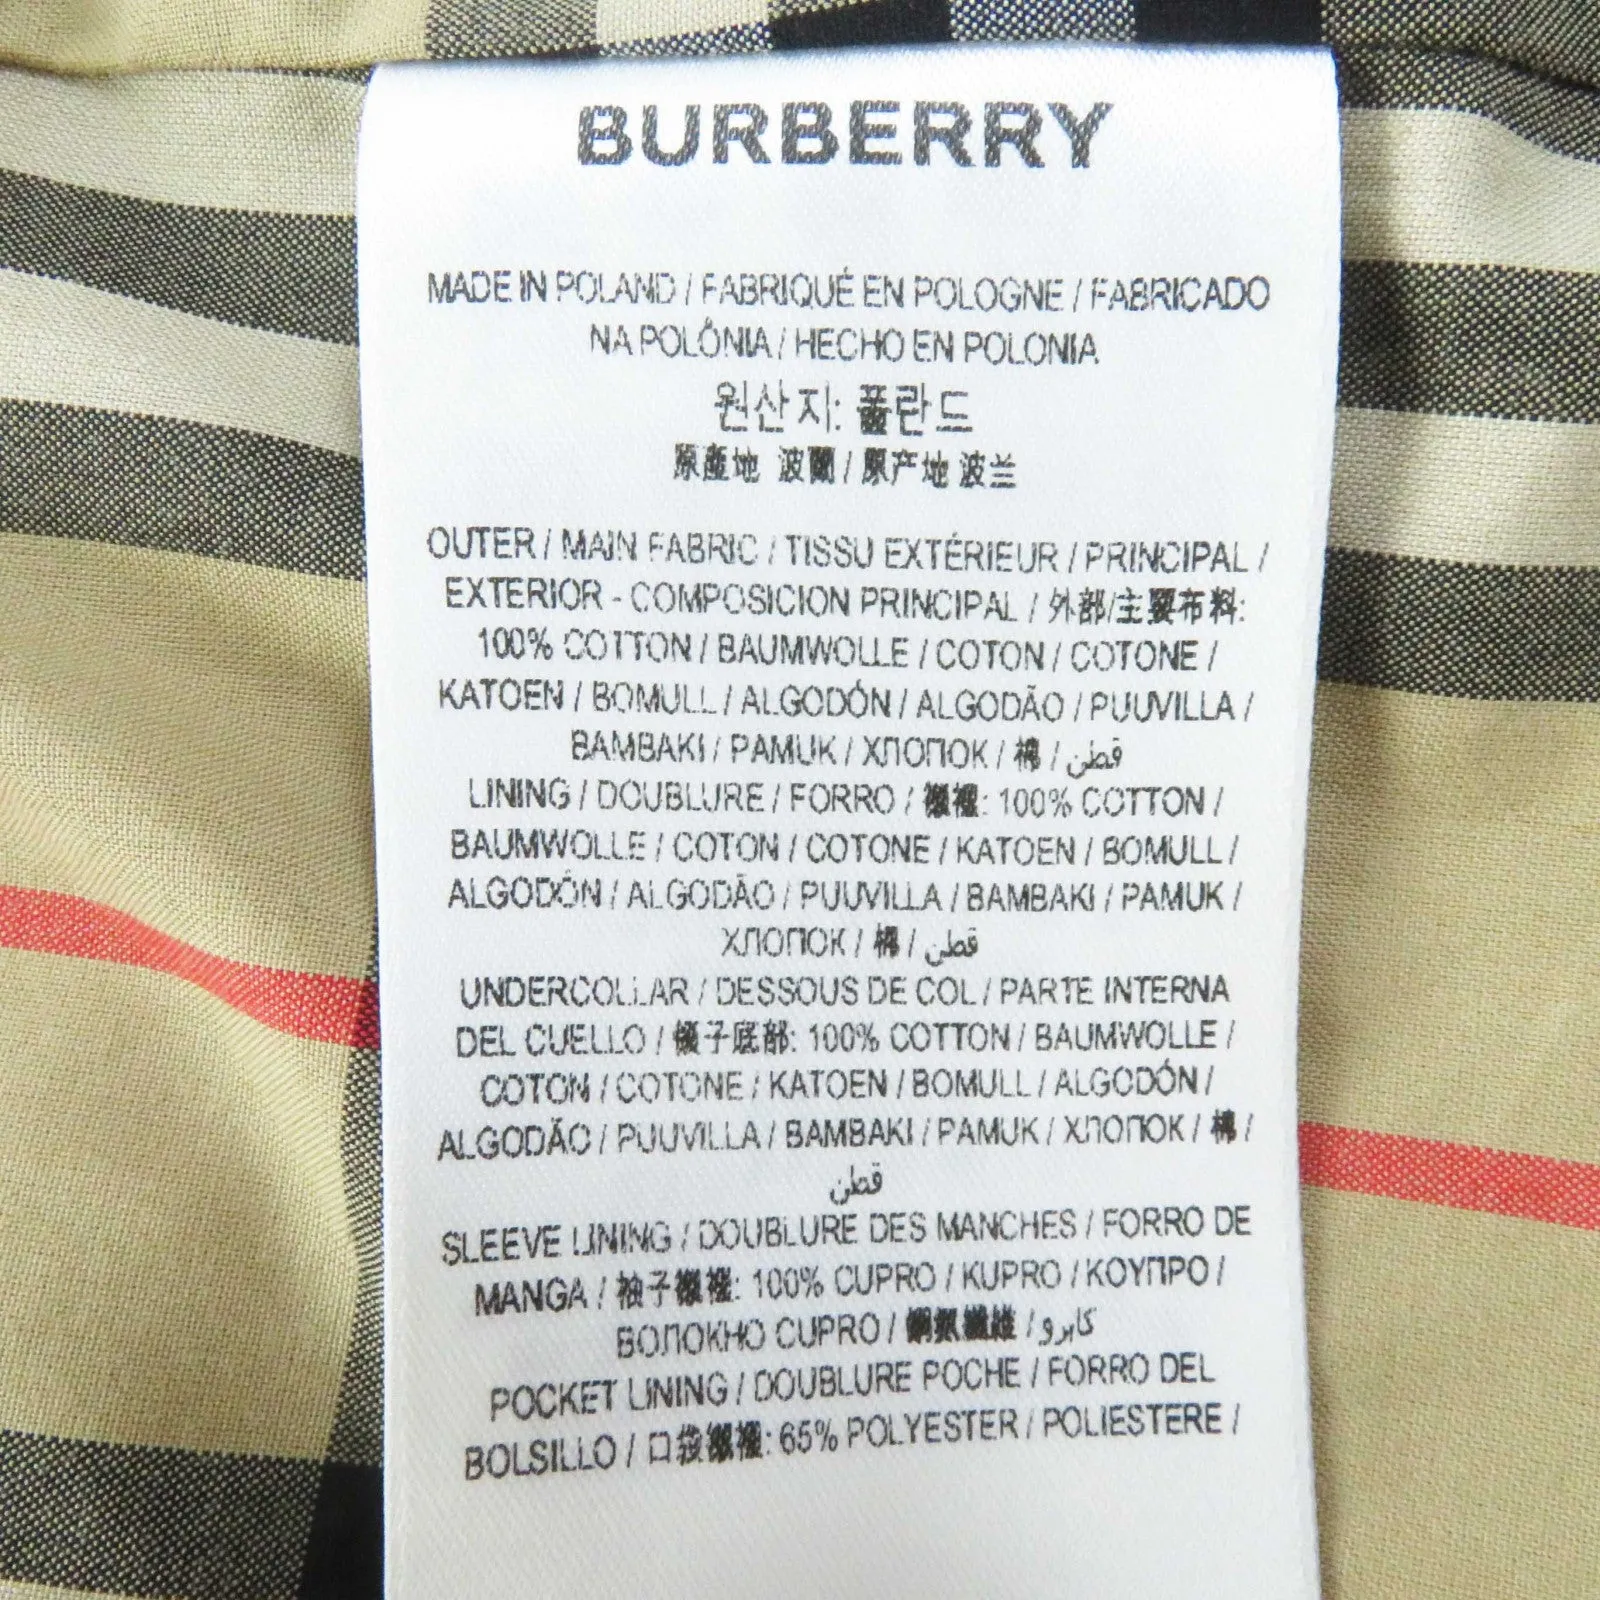 BURBERRY
MADE IN POLAND / FABRIQUÉ EN POLOGNE / FABRICADO
NA POLÓNIA / HECHO EN POLONIA
원산지: 폴란드
原產地 波蘭 / 原产地 波兰
OUTER / MAIN FABRIC / TISSU EXTÉRIEUR / PRINCIPAL /
EXTERIOR - COMPOSICION PRINCIPAL / 外部/主要布料:
100% COTTON / BAUMWOLLE / COTON / COTONE /
KATOEN / BOMULL / ALGODÓN / ALGODÃO / PUUVILLA /
BAMBAKI / PAMUK / ХЛОПОК / 棉 / قطن
LINING / DOUBLURE / FORRO / 襯裡: 100% COTTON /
BAUMWOLLE / COTON / COTONE / KATOEN / BOMULL /
ALGODÓN / ALGODÃO / PUUVILLA / BAMBAKI / PAMUK /
ХЛОПОК / 棉 / قطن
UNDERCOLLAR / DESSOUS DE COL / PARTE INTERNA
DEL CUELLO / 領子底部: 100% COTTON / BAUMWOLLE /
COTON / COTONE / KATOEN / BOMULL / ALGODÓN /
ALGODÃO / PUUVILLA / BAMBAKI / PAMUK / ХЛОПОК / 棉 /
قطن
SLEEVE LINING / DOUBLURE DES MANCHES / FORRO DE
MANGA / 袖子襯裡: 100% CUPRO / KUPRO / ΚΟΥΠΡΟ /
ВОЛОКНО CUPRO / 銅氨纖維 / كابرو
POCKET LINING / DOUBLURE POCHE / FORRO DEL
BOLSILLO / 口袋襯裡: 65% POLYESTER / POLIESTERE /